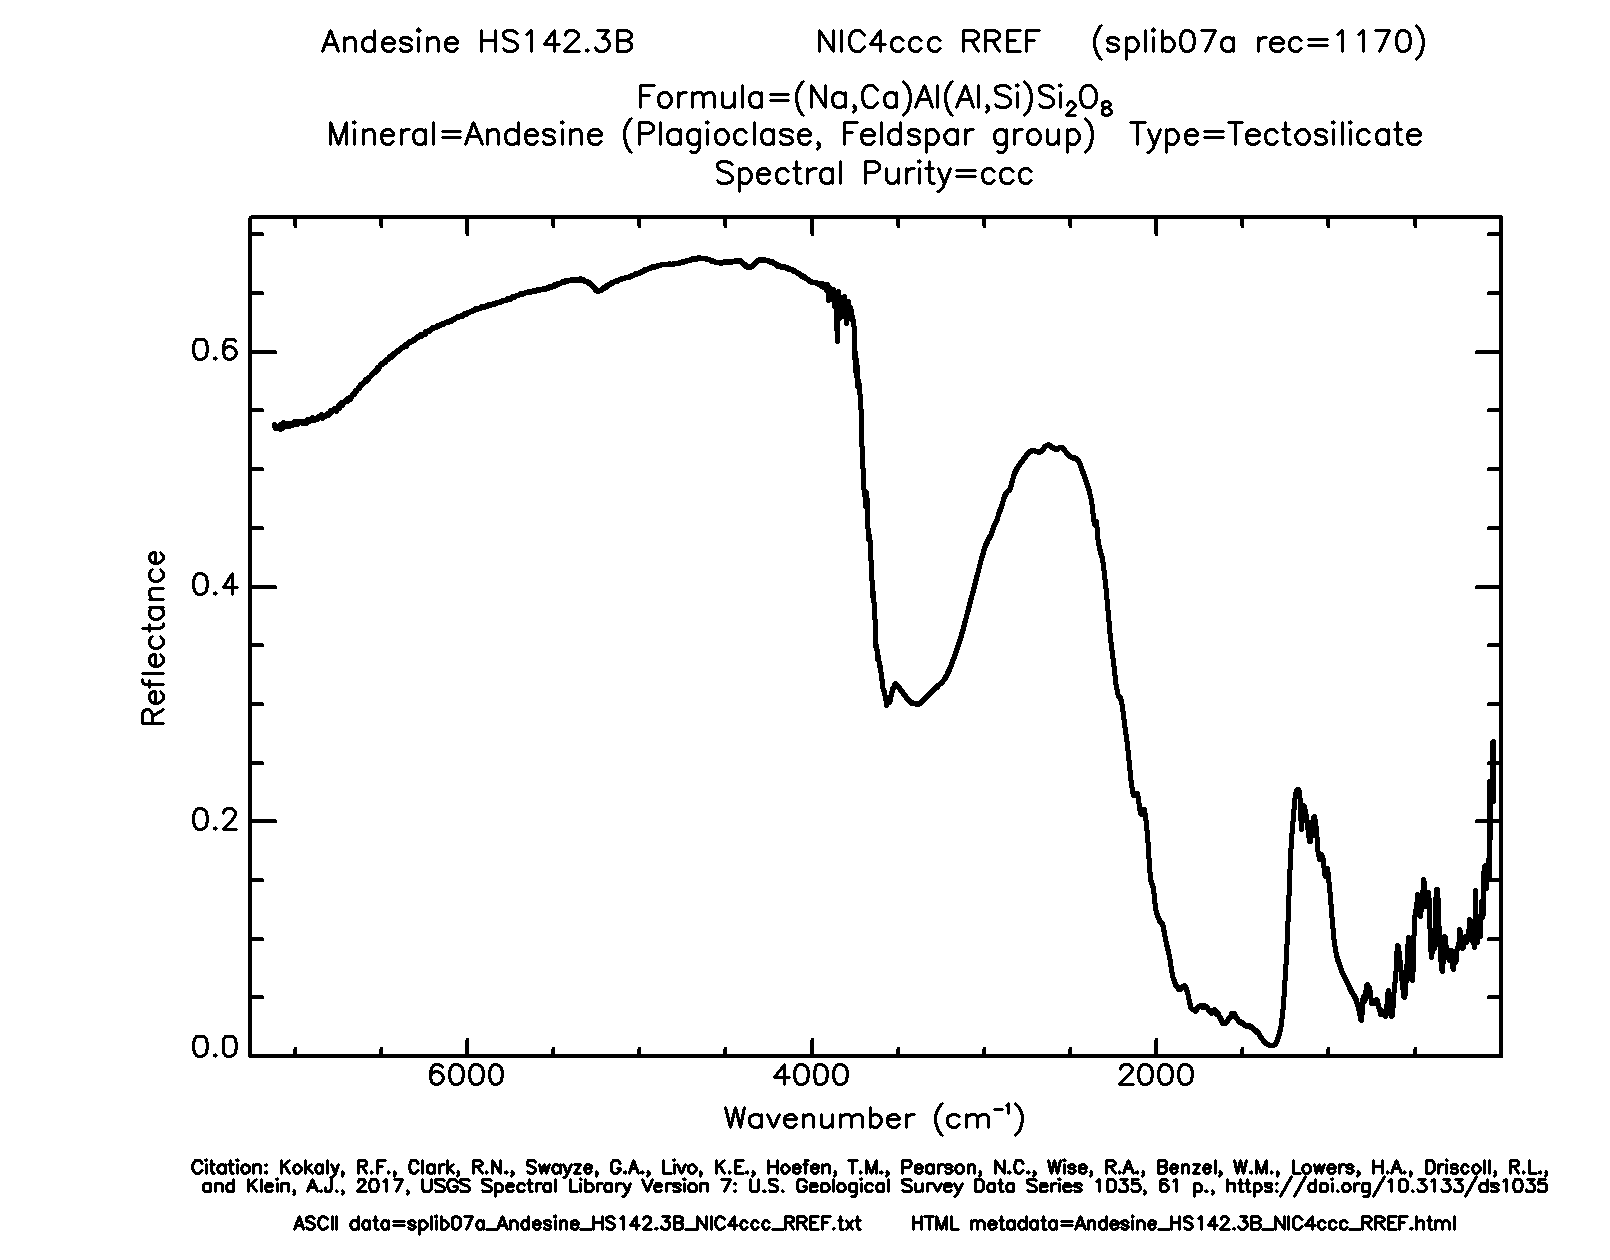 Andesine HS142.3B NIC4ccc RREF (splib07a rec=1170)
Formula=(Na,Ca)Al(Al,Si)Si₂O₈
Mineral=Andesine (Plagioclase, Feldspar group) Type=Tectosilicate
Spectral Purity=ccc
0.6
0.4
0.2
0.0
Reflectance
6000 4000 2000
Wavenumber (cm⁻¹)
Citation: Kokaly, R.F., Clark, R.N., Swayze, G.A., Livo, K.E., Hoefen, T.M., Pearson, N.C., Wise, R.A., Benzel, W.M., Lowers, H.A., Driscoll, R.L.,
and Klein, A.J., 2017, USGS Spectral Library Version 7: U.S. Geological Survey Data Series 1035, 61 p., https://doi.org/10.3133/ds1035
ASCII data=splib07a_Andesine_HS142.3B_NIC4ccc_RREF.txt HTML metadata=Andesine_HS142.3B_NIC4ccc_RREF.html